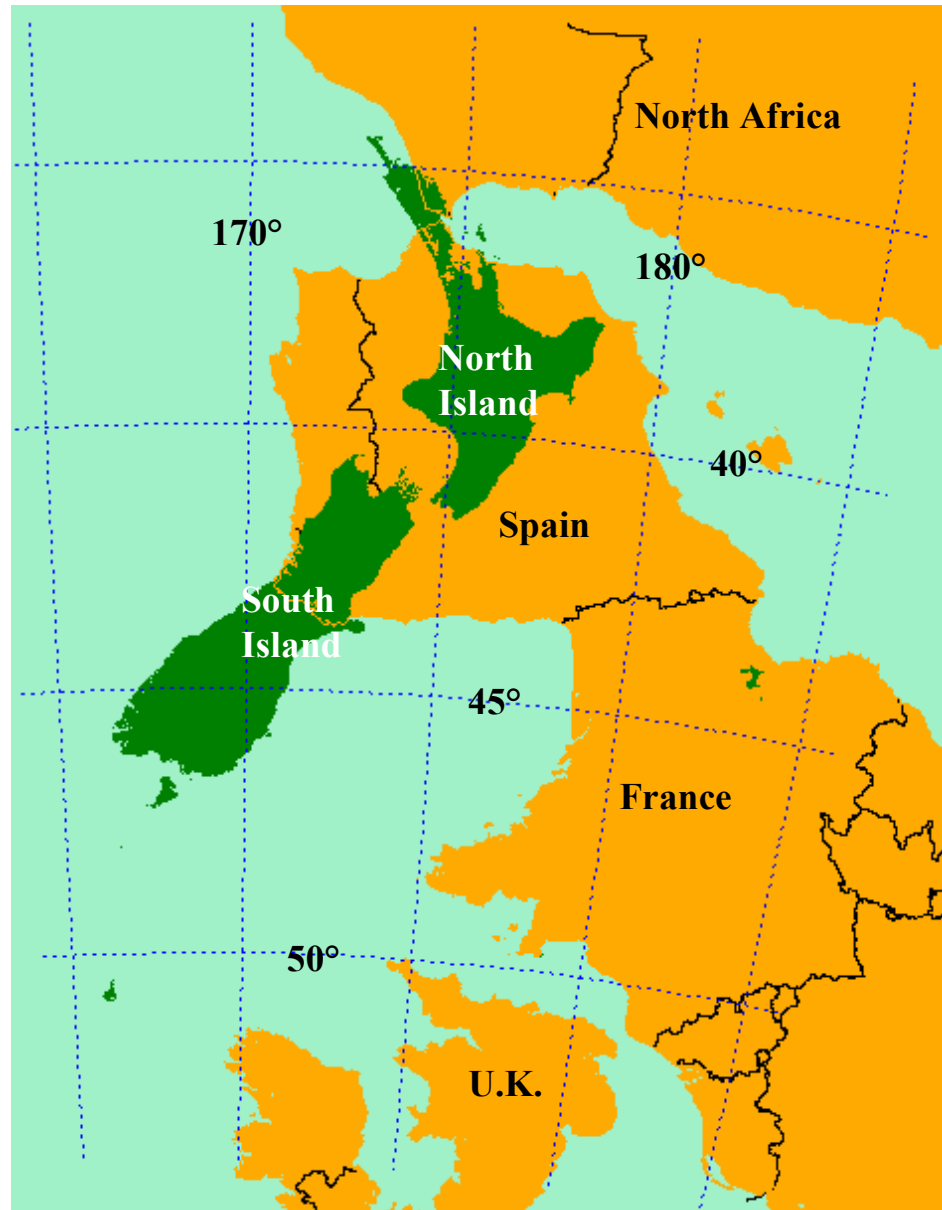 North Africa
170°
180°
North
Island
40°
Spain
South
Island
45°
France
50°
U.K.